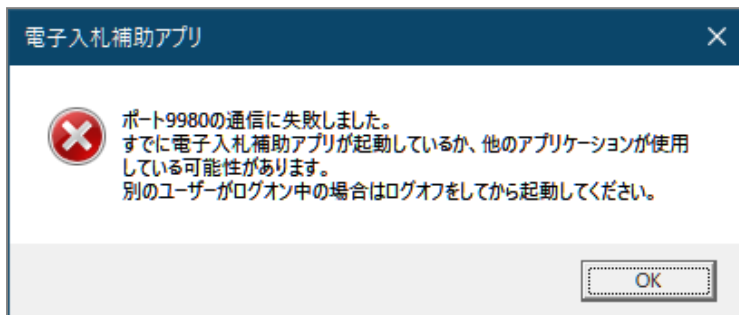 電子入札補助アプリ
ポート9980の通信に失敗しました。
すでに電子入札補助アプリが起動しているか、他のアプリケーションが使用
している可能性があります。
別のユーザーがログオン中の場合はログオフをしてから起動してください。
OK